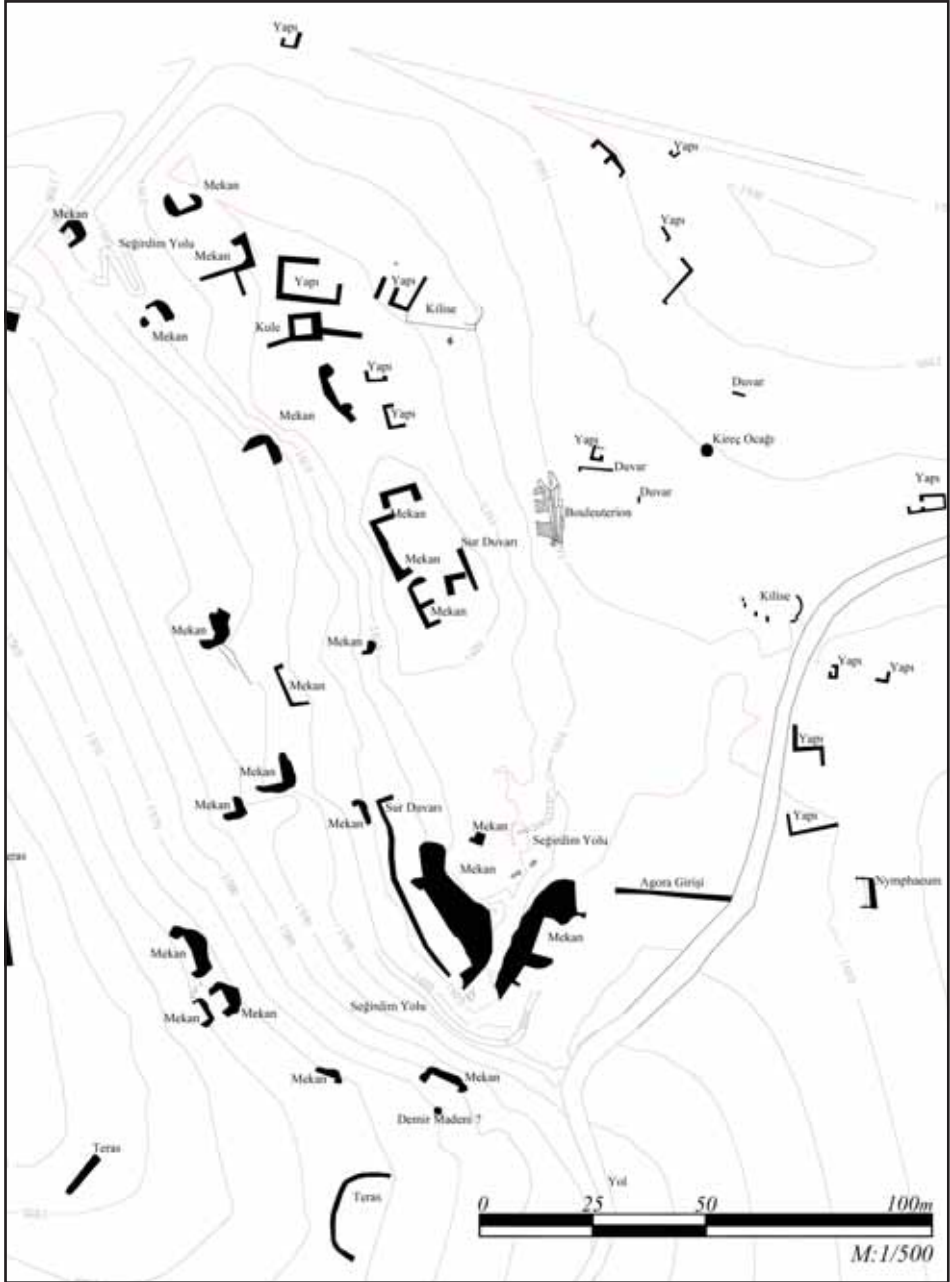 Yapı
Yapı
Mekan
Mekan
Yapı
Seğirdim Yolu
Mekan
Yapı
Yapı
Kilise
Kule
Mekan
Yapı
Duvar
Mekan
Yapı
Yapı
Kireç Ocağı
Duvar
Yapı
Duvar
Mekan
Bouleuterion
Sur Duvarı
Mekan
Kilise
Mekan
Mekan
Mekan
Yapı
Yapı
Mekan
Yapı
Mekan
Mekan
Mekan
Sur Duvarı
Yapı
Mekan
Seğirdim Yolu
eras
Mekan
Agora Girişi
Nymphaeum
Mekan
Mekan
Seğirdim Yolu
Mekan
Mekan
Mekan
Mekan
Demir Madeni ?
Teras
Teras
Yol
0 25 50 100m
M:1/500